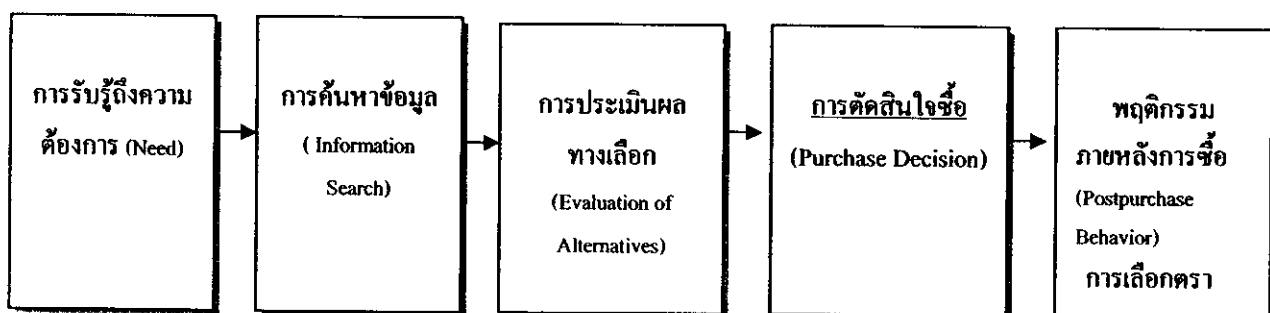 การรับรู้ถึงความ
ต้องการ (Need)
การค้นหาข้อมูล
( Information
Search)
การประเมินผล
ทางเลือก
(Evaluation of
Alternatives)
การตัดสินใจซื้อ
(Purchase Decision)
พฤติกรรม
ภายหลังการซื้อ
(Postpurchase
Behavior)
การเลือกตรา